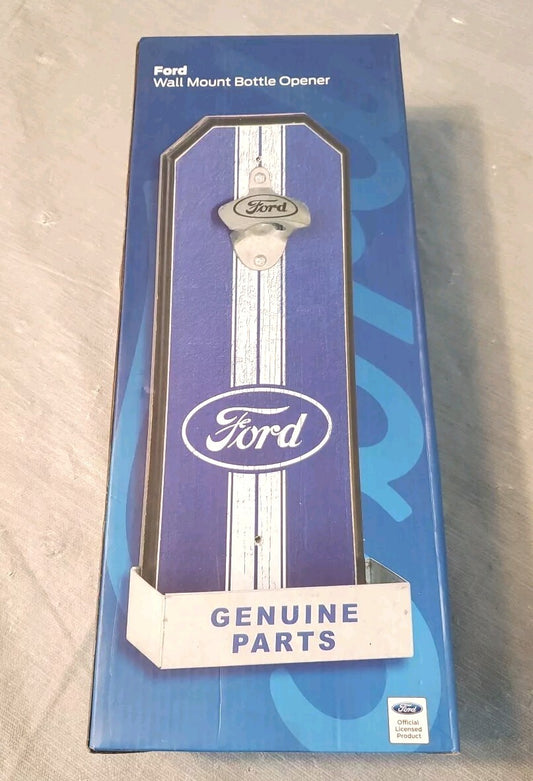 Ford
Wall Mount Bottle Opener
Ford
Ford
GENUINE
PARTS
Ford
Official
Licensed
Product